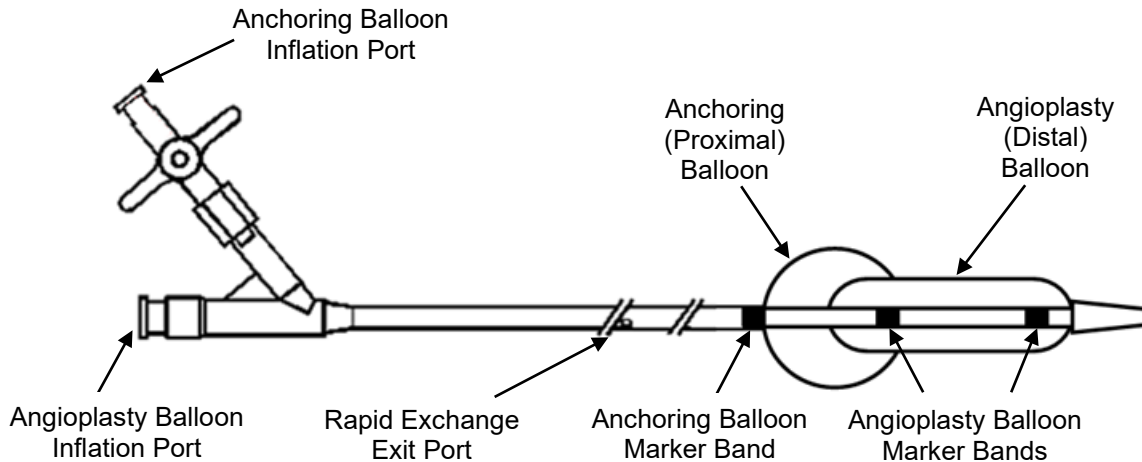 Anchoring Balloon
Inflation Port
Anchoring
(Proximal)
Balloon
Angioplasty
(Distal)
Balloon
Angioplasty Balloon
Inflation Port
Rapid Exchange
Exit Port
Anchoring Balloon
Marker Band
Angioplasty Balloon
Marker Bands